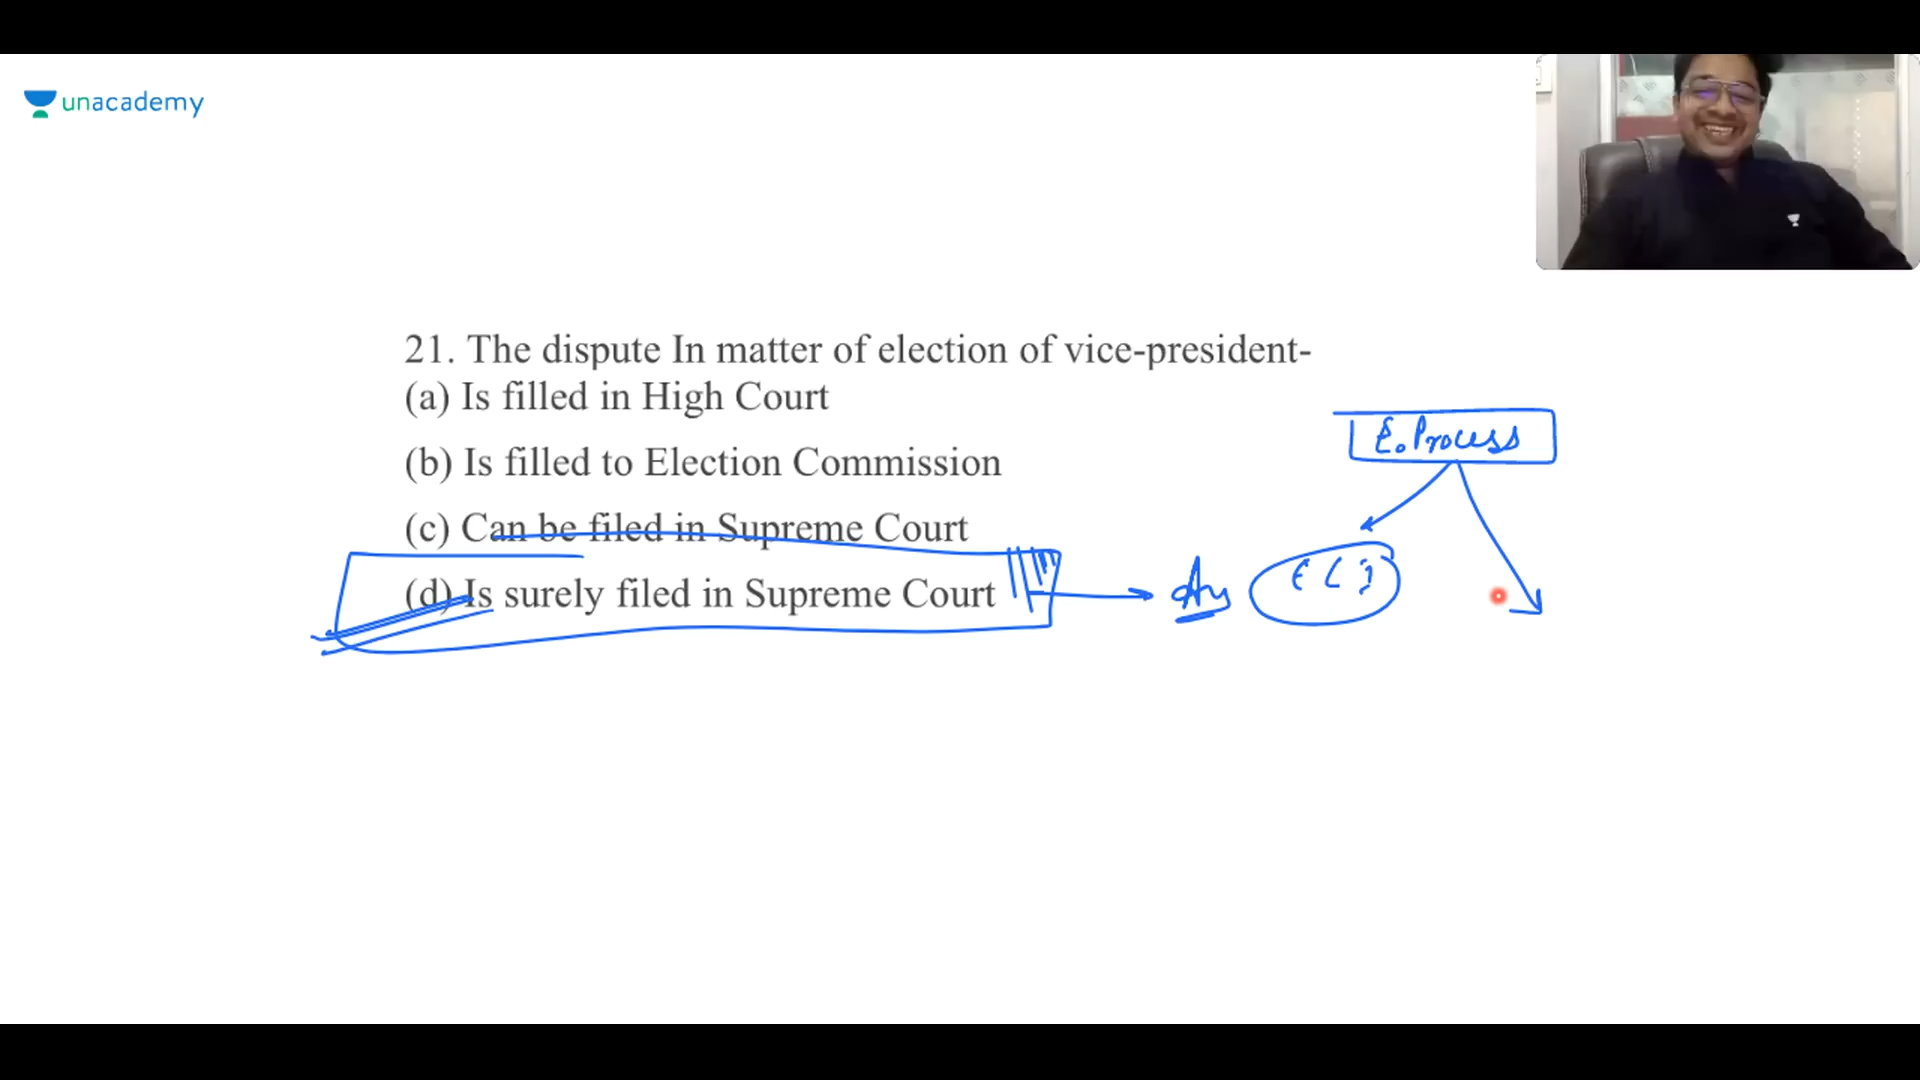 unacademy
21. The dispute In matter of election of vice-president-
(a) Is filled in High Court
(b) Is filled to Election Commission
(c) Can be filed in Supreme Court
(d) Is surely filed in Supreme Court
E. Process